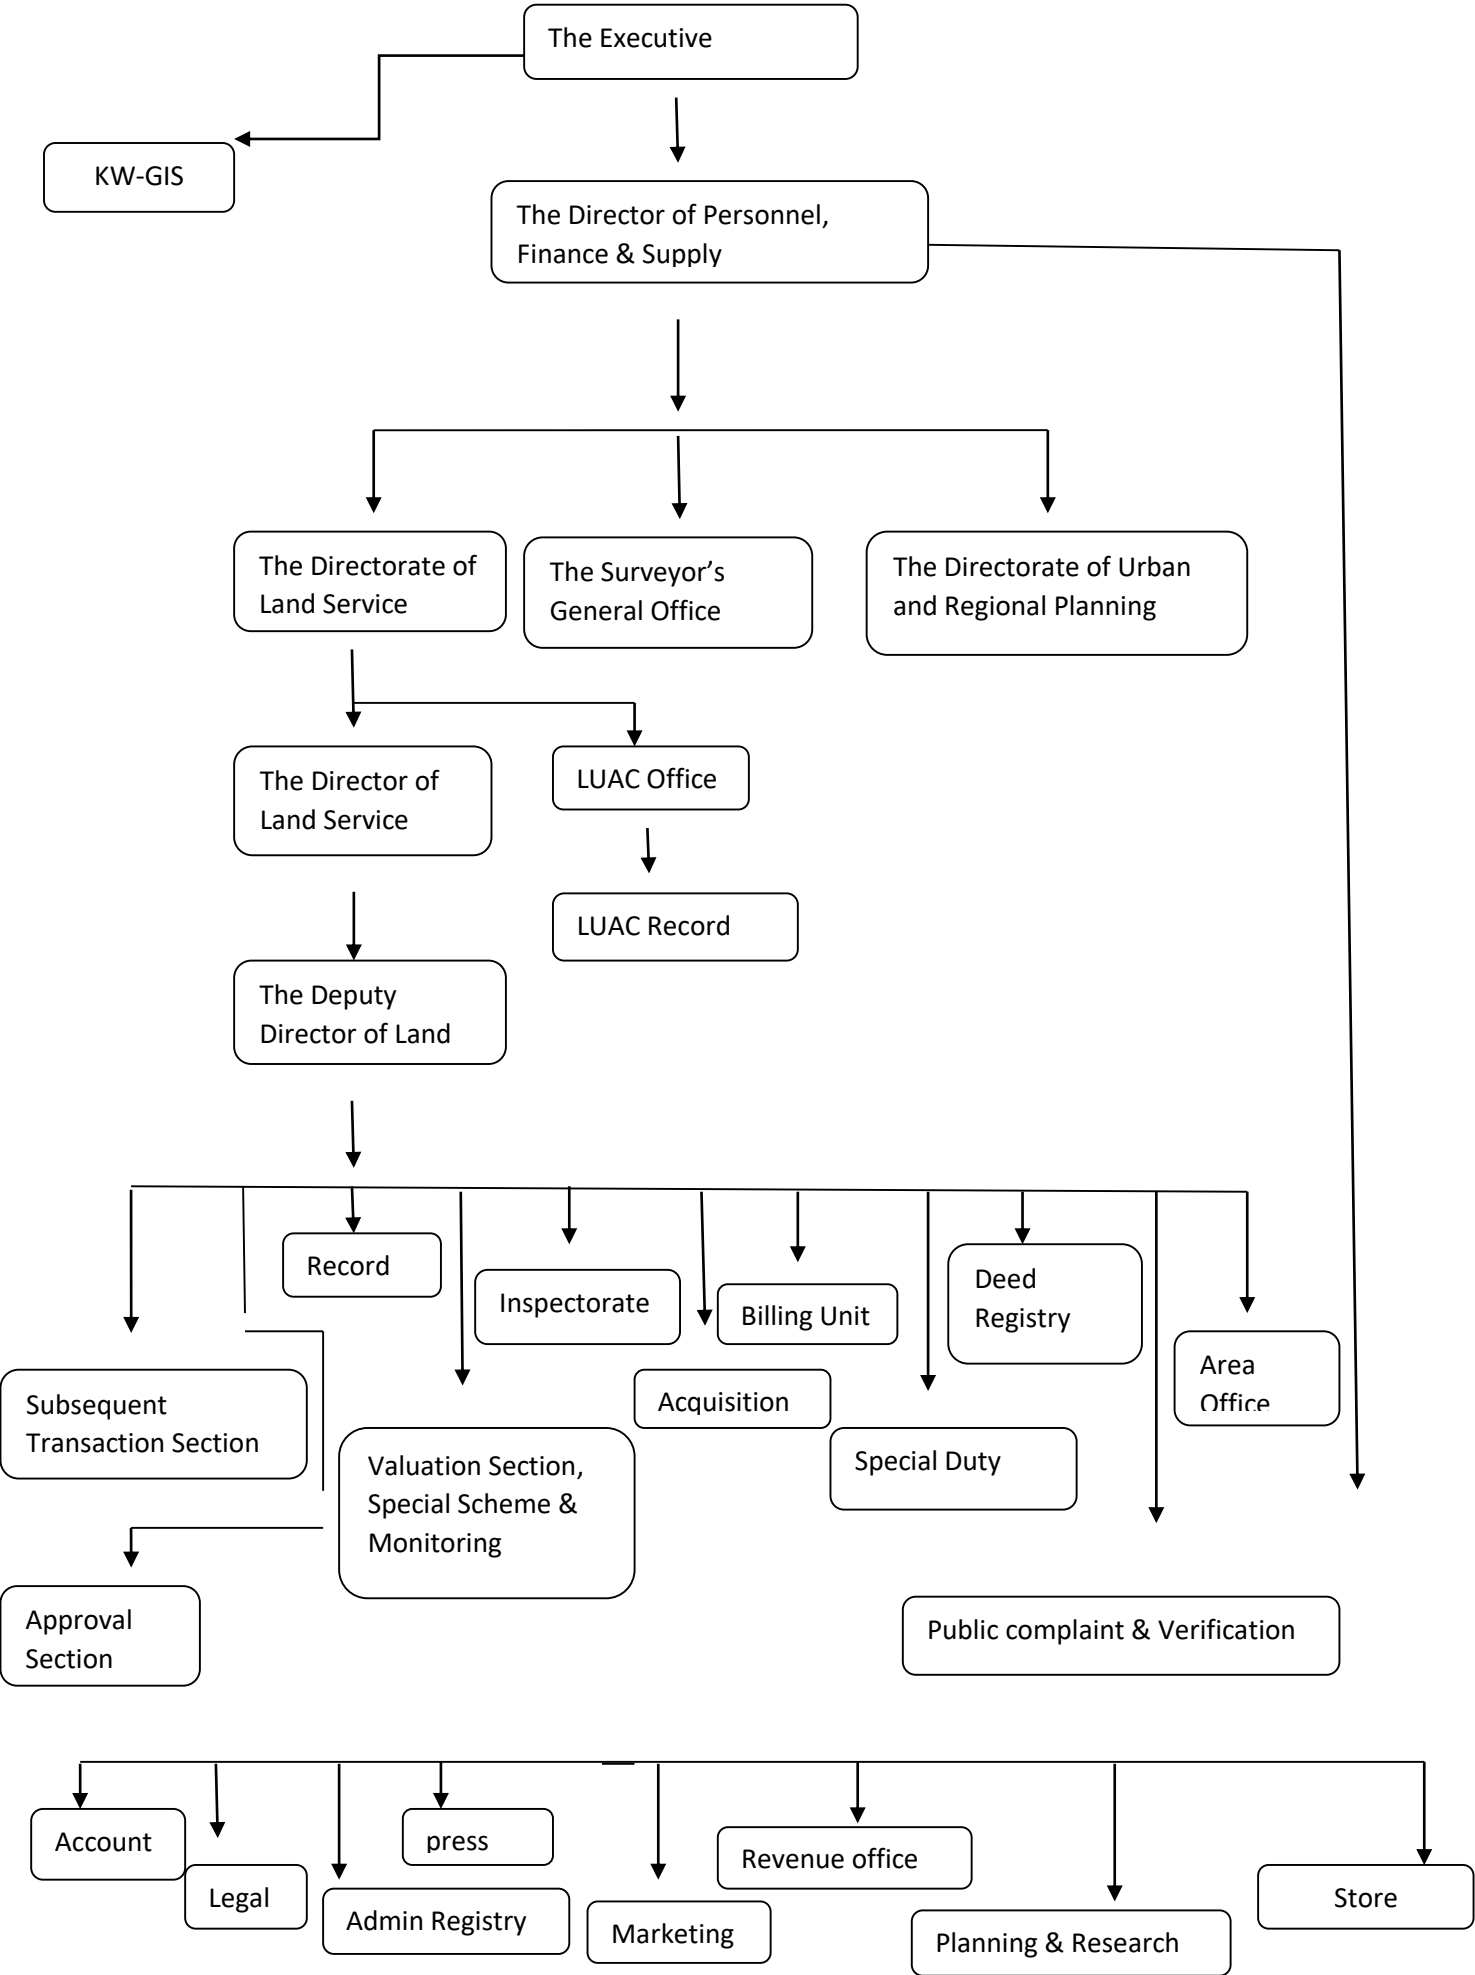 The Executive
KW-GIS
The Director of Personnel,
Finance & Supply
The Directorate of
Land Service
The Surveyor’s
General Office
The Directorate of Urban
and Regional Planning
The Director of
Land Service
LUAC Office
LUAC Record
The Deputy
Director of Land
Record
Inspectorate
Billing Unit
Deed
Registry
Area
Office
Subsequent
Transaction Section
Acquisition
Special Duty
Valuation Section,
Special Scheme &
Monitoring
Approval
Section
Public complaint & Verification
Account
Legal
Admin Registry
press
Marketing
Revenue office
Planning & Research
Store